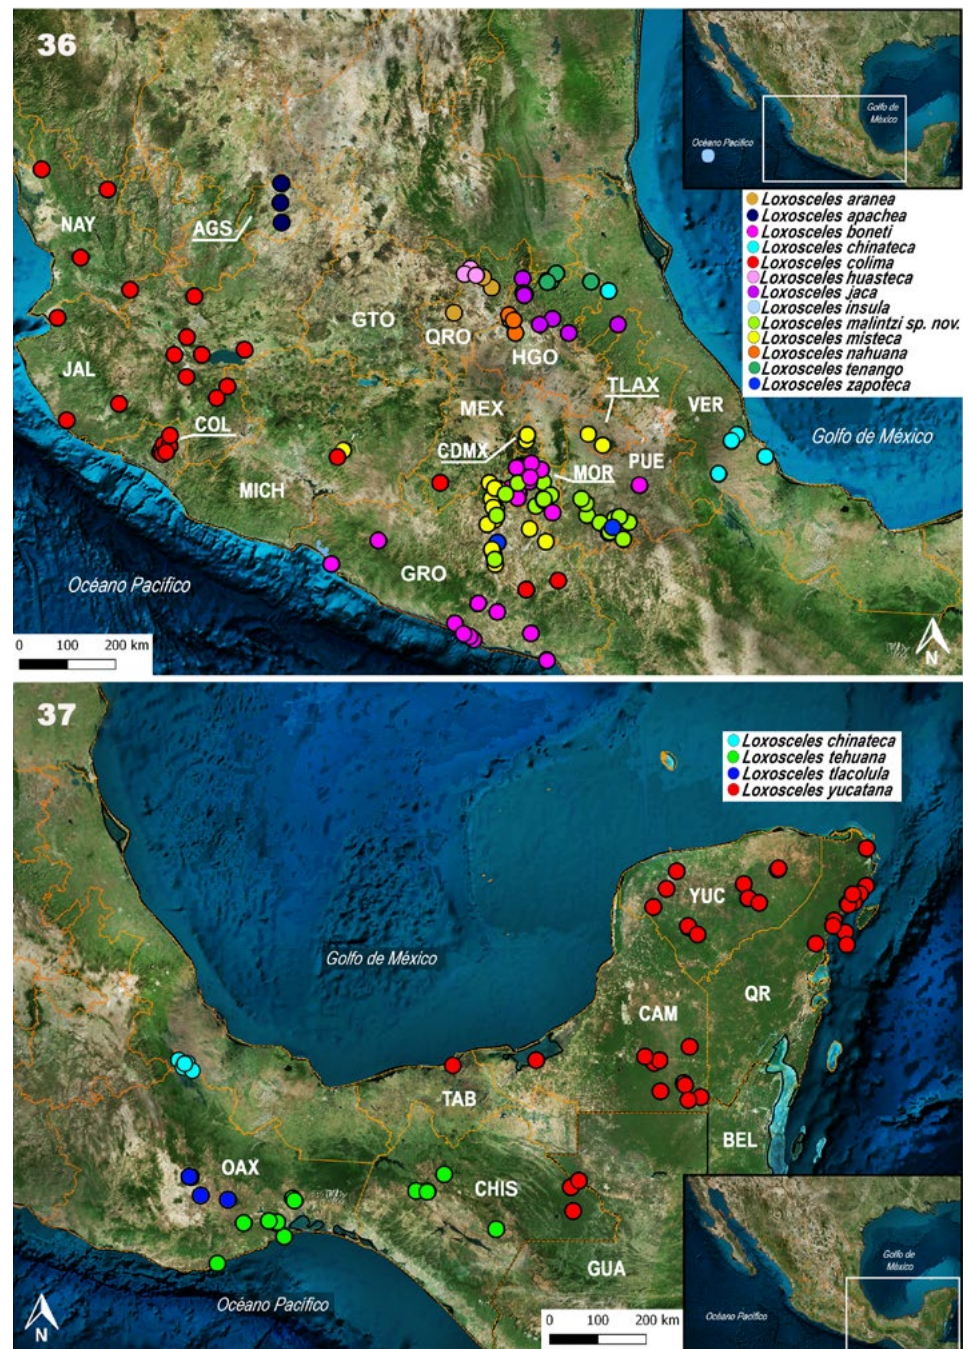 36
Océano Pacifico
Golfo de
México
Loxosceles aranea
Loxosceles apachea
Loxosceles boneti
Loxosceles chinateca
Loxosceles colima
Loxosceles huasteca
Loxosceles jaca
Loxosceles insula
Loxosceles malintzi sp. nov.
Loxosceles misteca
Loxosceles nahuana
Loxosceles tenango
Loxosceles zapoteca
NAY
AGS
GTO
QRO
HGO
JAL
TLAX
MEX
VER
COL
CDMX
PUE
Golfo de México
MOR
MICH
GRO
Océano Pacifico
0 100 200 km
N
37
Loxosceles chinateca
Loxosceles tehuana
Loxosceles tlacolula
Loxosceles yucatana
YUC
Golfo de México
QR
CAM
TAB
BEL
OAX
CHIS
GUA
Océano Pacifico
N
0 100 200 km
Golfo de
México
Océano Pacifico